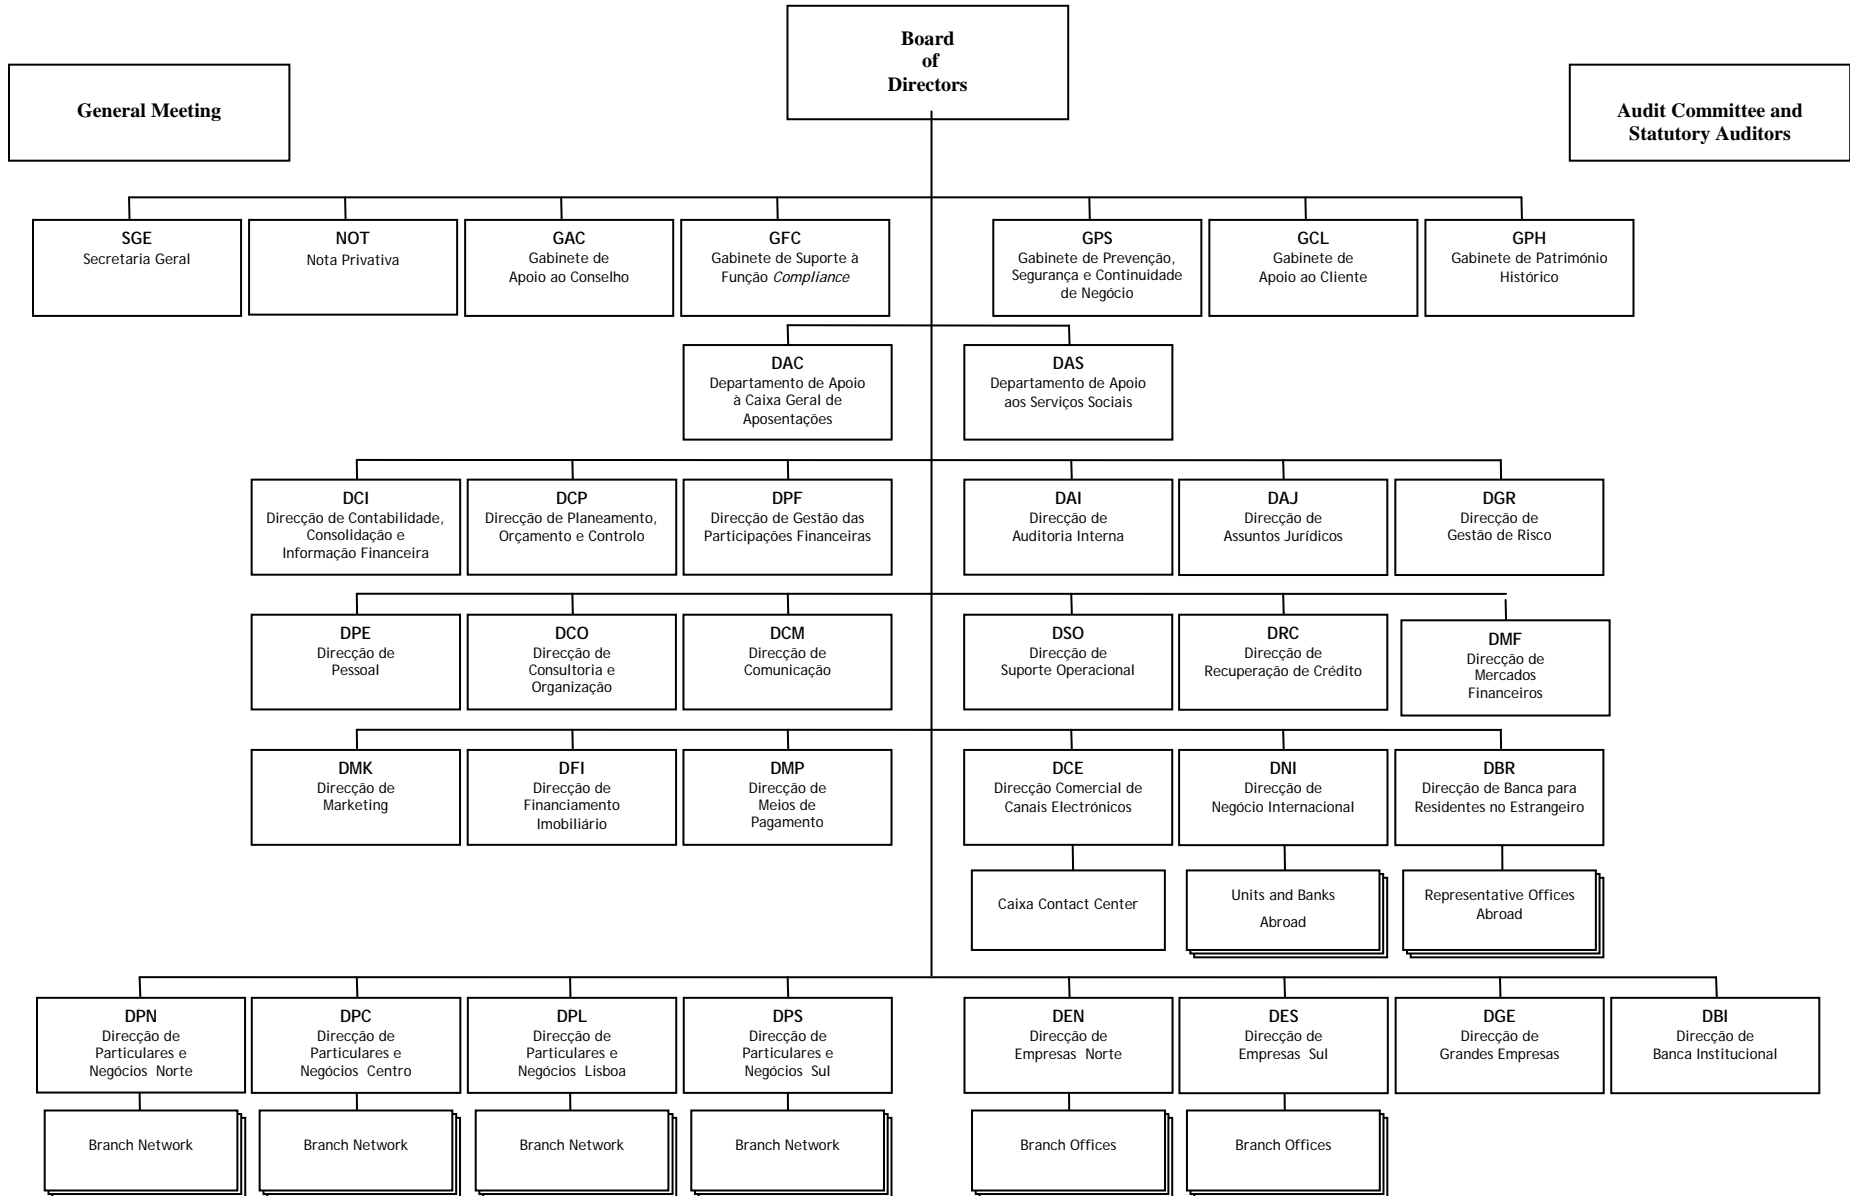 Board
of
Directors
General Meeting
Audit Committee and
Statutory Auditors
SGE
Secretaria Geral
NOT
Nota Privativa
GAC
Gabinete de
Apoio ao Conselho
GFC
Gabinete de Suporte à
Função Compliance
GPS
Gabinete de Prevenção,
Segurança e Continuidade
de Negócio
GCL
Gabinete de
Apoio ao Cliente
GPH
Gabinete de Património
Histórico
DAC
Departamento de Apoio
à Caixa Geral de
Aposentações
DAS
Departamento de Apoio
aos Serviços Sociais
DCI
Direcção de Contabilidade,
Consolidação e
Informação Financeira
DCP
Direcção de Planeamento,
Orçamento e Controlo
DPF
Direcção de Gestão das
Participações Financeiras
DAI
Direcção de
Auditoria Interna
DAJ
Direcção de
Assuntos Jurídicos
DGR
Direcção de
Gestão de Risco
DPE
Direcção de
Pessoal
DCO
Direcção de
Consultoria e
Organização
DCM
Direcção de
Comunicação
DSO
Direcção de
Suporte Operacional
DRC
Direcção de
Recuperação de Crédito
DMF
Direcção de
Mercados
Financeiros
DMK
Direcção de
Marketing
DFI
Direcção de
Financiamento
Imobiliário
DMP
Direcção de
Meios de
Pagamento
DCE
Direcção Comercial de
Canais Electrónicos
DNI
Direcção de
Negócio Internacional
DBR
Direcção de Banca para
Residentes no Estrangeiro
Caixa Contact Center
Units and Banks
Abroad
Representative Offices
Abroad
DPN
Direcção de
Particulares e
Negócios Norte
DPC
Direcção de
Particulares e
Negócios Centro
DPL
Direcção de
Particulares e
Negócios Lisboa
DPS
Direcção de
Particulares e
Negócios Sul
DEN
Direcção de
Empresas Norte
DES
Direcção de
Empresas Sul
DGE
Direcção de
Grandes Empresas
DBI
Direcção de
Banca Institucional
Branch Network
Branch Network
Branch Network
Branch Network
Branch Offices
Branch Offices